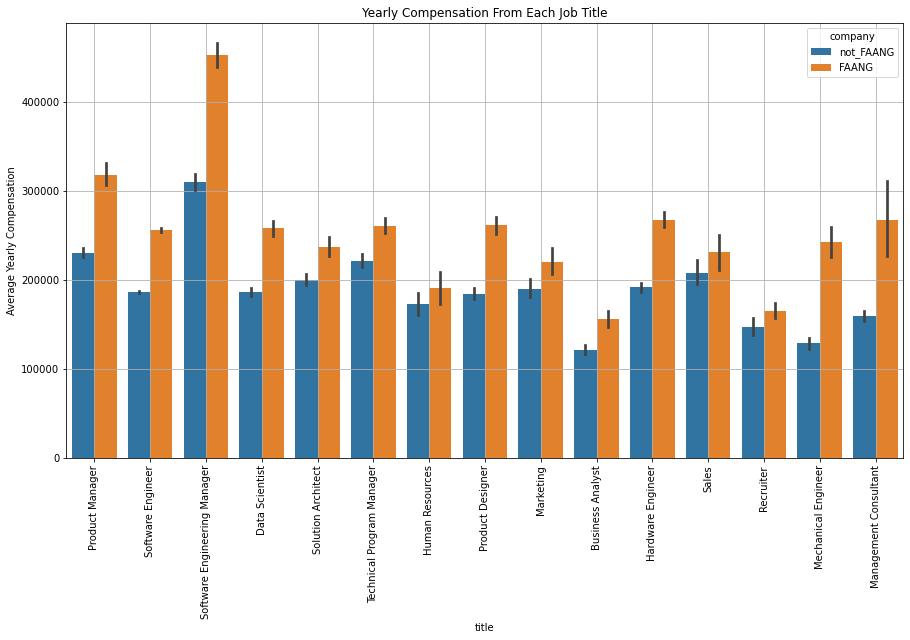 Yearly Compensation From Each Job Title
company
not_FAANG
FAANG
Average Yearly Compensation
400000
300000
200000
100000
0
Product Manager
Software Engineer
Software Engineering Manager
Data Scientist
Solution Architect
Technical Program Manager
Human Resources
Product Designer
Marketing
Business Analyst
Hardware Engineer
Sales
Recruiter
Mechanical Engineer
Management Consultant
title